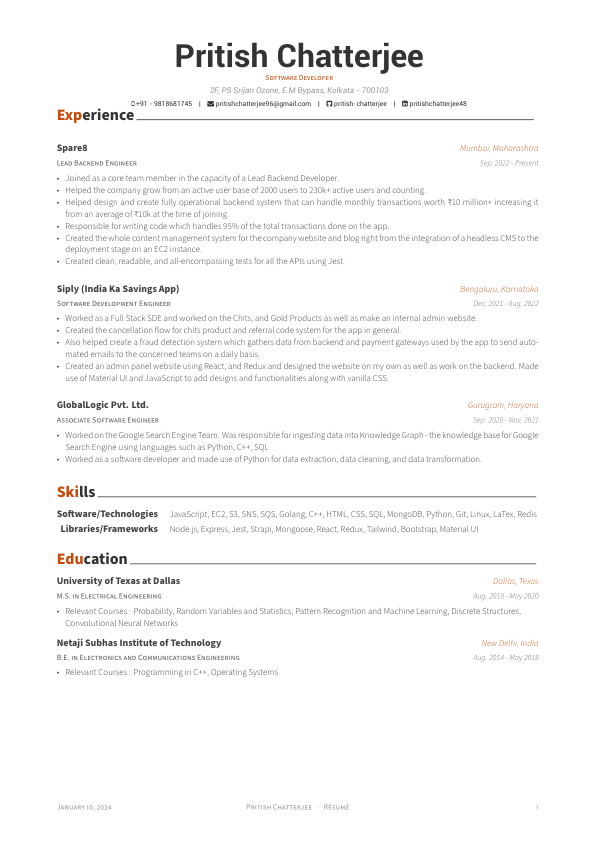 Pritish Chatterjee
Software Developer
2F, PS Srijan Ozone, E.M Bypass, Kolkata - 700103
+91 - 9818681745 | pritishchatterjee96@gmail.com | pritish-chatterjee | pritishchatterjee48
Experience
Spare8 Mumbai, Maharashtra
Lead Backend Engineer Sep, 2022 - Present
• Joined as a core team member in the capacity of a Lead Backend Developer.
• Helped the company grow from an active user base of 2000 users to 230k+ active users and counting.
• Helped design and create fully operational backend system that can handle monthly transactions worth ₹10 million+ increasing it
from an average of ₹10k at the time of joining.
• Responsible for writing code which handles 95% of the total transactions done on the app.
• Created the whole content management system for the company website and blog right from the integration of a headless CMS to the
deployment stage on an EC2 instance.
• Created clean, readable, and all-encompassing tests for all the APIs using Jest.
Siply (India Ka Savings App) Bengaluru, Karnataka
Software Development Engineer Dec, 2021 - Aug, 2022
• Worked as a Full Stack SDE and worked on the Chits, and Gold Products as well as make an internal admin website.
• Created the cancellation flow for chits product and referral code system for the app in general.
• Also helped create a fraud detection system which gathers data from backend and payment gateways used by the app to send auto-
mated emails to the concerned teams on a daily basis.
• Created an admin panel website using React, and Redux and designed the website on my own as well as work on the backend. Made
use of Material UI and JavaScript to add designs and functionalities along with vanilla CSS.
GlobalLogic Pvt. Ltd. Gurugram, Haryana
Associate Software Engineer Sep. 2020 - Nov, 2021
• Worked on the Google Search Engine Team. Was responsible for ingesting data into Knowledge Graph - the knowledge base for Google
Search Engine using languages such as Python, C++, SQL
• Worked as a software developer and made use of Python for data extraction, data cleaning, and data transformation.
Skills
Software/Technologies JavaScript, EC2, S3, SNS, SQS, Golang, C++, HTML, CSS, SQL, MongoDB, Python, Git, Linux, LaTex, Redis
Libraries/Frameworks Node.js, Express, Jest, Strapi, Mongoose, React, Redux, Tailwind, Bootstrap, Material UI
Education
University of Texas at Dallas Dallas, Texas
M.S. in Electrical Engineering Aug. 2018 - May 2020
• Relevant Courses : Probability, Random Variables and Statistics, Pattern Recognition and Machine Learning, Discrete Structures,
Convolutional Neural Networks
Netaji Subhas Institute of Technology New Delhi, India
B.E. in Electronics and Communications Engineering Aug. 2014 - May 2018
• Relevant Courses : Programming in C++, Operating Systems
January 10, 2024 Pritish Chatterjee · Résumé 1